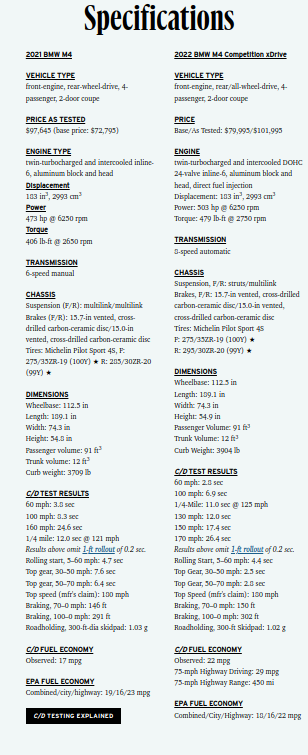 Specifications
2021 BMW M4
VEHICLE TYPE
front-engine, rear-wheel-drive, 4-
passenger, 2-door coupe
PRICE AS TESTED
$97,645 (base price: $72,795)
ENGINE TYPE
twin-turbocharged and intercooled inline-
6, aluminum block and head
Displacement
183 in³, 2993 cm³
Power
473 hp @ 6250 rpm
Torque
406 lb-ft @ 2650 rpm
TRANSMISSION
6-speed manual
CHASSIS
Suspension (F/R): multilink/multilink
Brakes (F/R): 15.7-in vented, cross-
drilled carbon-ceramic disc/15.0-in
vented, cross-drilled carbon-ceramic disc
Tires: Michelin Pilot Sport 4S, F:
275/35ZR-19 (100Y) ★ R: 285/30ZR-20
(99Y) ★
DIMENSIONS
Wheelbase: 112.5 in
Length: 189.1 in
Width: 74.3 in
Height: 54.8 in
Passenger volume: 91 ft³
Trunk volume: 12 ft³
Curb weight: 3709 lb
C/D TEST RESULTS
60 mph: 3.8 sec
100 mph: 8.3 sec
160 mph: 24.6 sec
1/4 mile: 12.0 sec @ 121 mph
Results above omit 1-ft rollout of 0.2 sec.
Rolling start, 5–60 mph: 4.7 sec
Top gear, 30–50 mph: 7.6 sec
Top gear, 50–70 mph: 6.4 sec
Top speed (mfr's claim): 180 mph
Braking, 70–0 mph: 146 ft
Braking, 100–0 mph: 291 ft
Roadholding, 300-ft-dia skidpad: 1.03 g
C/D FUEL ECONOMY
Observed: 17 mpg
EPA FUEL ECONOMY
Combined/city/highway: 19/16/23 mpg
C/D TESTING EXPLAINED
2022 BMW M4 Competition xDrive
VEHICLE TYPE
front-engine, rear/all-wheel-drive, 4-
passenger, 2-door coupe
PRICE
Base/As Tested: $79,995/$101,995
ENGINE
twin-turbocharged and intercooled DOHC
24-valve inline-6, aluminum block and
head, direct fuel injection
Displacement: 183 in³, 2993 cm³
Power: 503 hp @ 6250 rpm
Torque: 479 lb-ft @ 2750 rpm
TRANSMISSION
8-speed automatic
CHASSIS
Suspension, F/R: struts/multilink
Brakes, F/R: 15.7-in vented, cross-drilled
carbon-ceramic disc/15.0-in vented,
cross-drilled carbon-ceramic disc
Tires: Michelin Pilot Sport 4S
F: 275/35ZR-19 (100Y) ★
R: 295/30ZR-20 (99Y) ★
DIMENSIONS
Wheelbase: 112.5 in
Length: 189.1 in
Width: 74.3 in
Height: 54.9 in
Passenger Volume: 91 ft³
Trunk Volume: 12 ft³
Curb Weight: 3904 lb
C/D TEST RESULTS
60 mph: 2.8 sec
100 mph: 6.9 sec
1/4-Mile: 11.0 sec @ 125 mph
130 mph: 12.0 sec
150 mph: 17.4 sec
170 mph: 26.4 sec
Results above omit 1-ft rollout of 0.2 sec.
Rolling start, 5–60 mph: 4.4 sec
Top Gear, 30–50 mph: 2.5 sec
Top Gear, 50–70 mph: 2.8 sec
Top Speed (mfr's claim): 180 mph
Braking, 70–0 mph: 150 ft
Braking, 100–0 mph: 302 ft
Roadholding, 300-ft Skidpad: 1.02 g
C/D FUEL ECONOMY
Observed: 22 mpg
75-mph Highway Driving: 29 mpg
75-mph Highway Range: 450 mi
EPA FUEL ECONOMY
Combined/City/Highway: 18/16/22 mpg